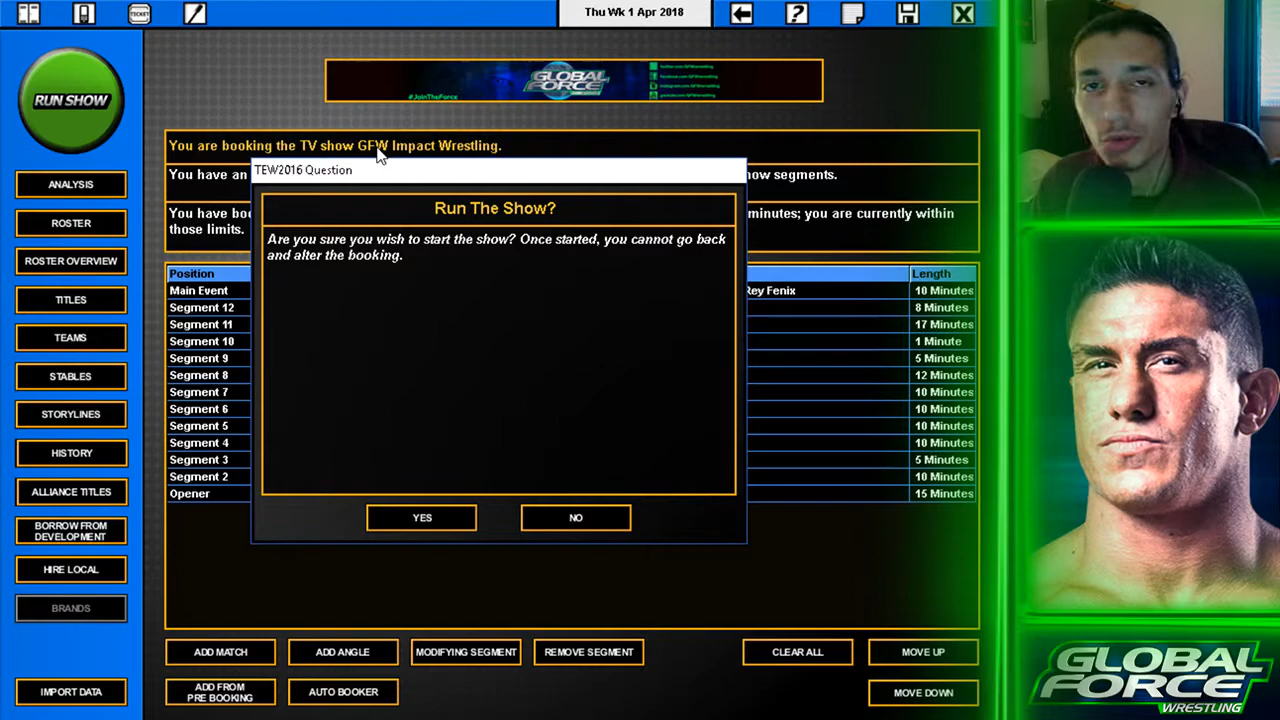 Thu Wk 1 Apr 2018
TICKET
RUN SHOW
GLOBAL
FORCE
#JoinTheForce
You are booking the TV show GFW Impact Wrestling.
TEW2016 Question
You have an
how segments.
You have bo
minutes; you are currently within
those limits.
Run The Show?
Are you sure you wish to start the show? Once started, you cannot go back
and alter the booking.
YES
NO
ANALYSIS
ROSTER
ROSTER OVERVIEW
TITLES
TEAMS
STABLES
STORYLINES
HISTORY
ALLIANCE TITLES
BORROW FROM
DEVELOPMENT
HIRE LOCAL
BRANDS
IMPORT DATA
Position
Length
Main Event
Rey Fenix
10 Minutes
Segment 12
8 Minutes
Segment 11
17 Minutes
Segment 10
1 Minute
Segment 9
5 Minutes
Segment 8
12 Minutes
Segment 7
10 Minutes
Segment 6
10 Minutes
Segment 5
10 Minutes
Segment 4
10 Minutes
Segment 3
5 Minutes
Segment 2
10 Minutes
Opener
15 Minutes
ADD MATCH
ADD ANGLE
MODIFYING SEGMENT
REMOVE SEGMENT
CLEAR ALL
MOVE UP
ADD FROM
PRE BOOKING
AUTO BOOKER
MOVE DOWN
GLOBAL
FORCE
WRESTLING